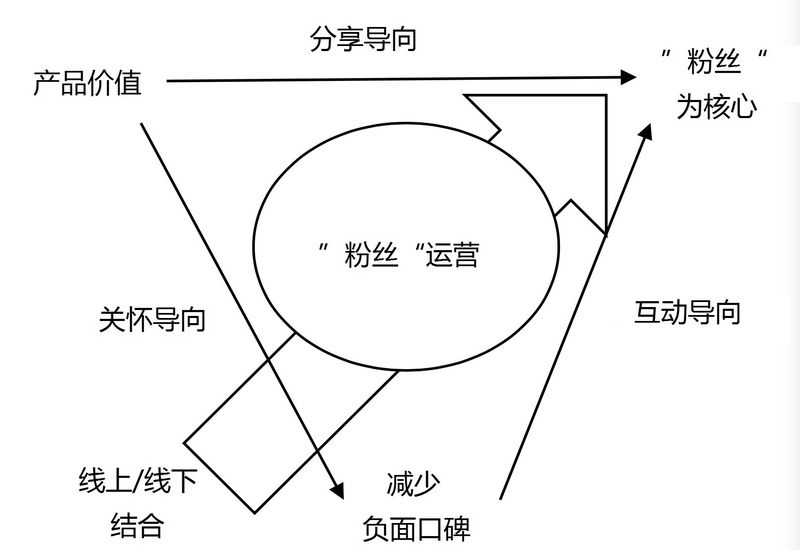 分享导向
产品价值
”粉丝“
为核心
”粉丝“运营
关怀导向
互动导向
线上/线下
结合
减少
负面口碑